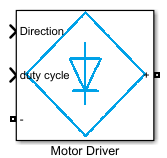 Direction
duty cycle
+
-
Motor Driver